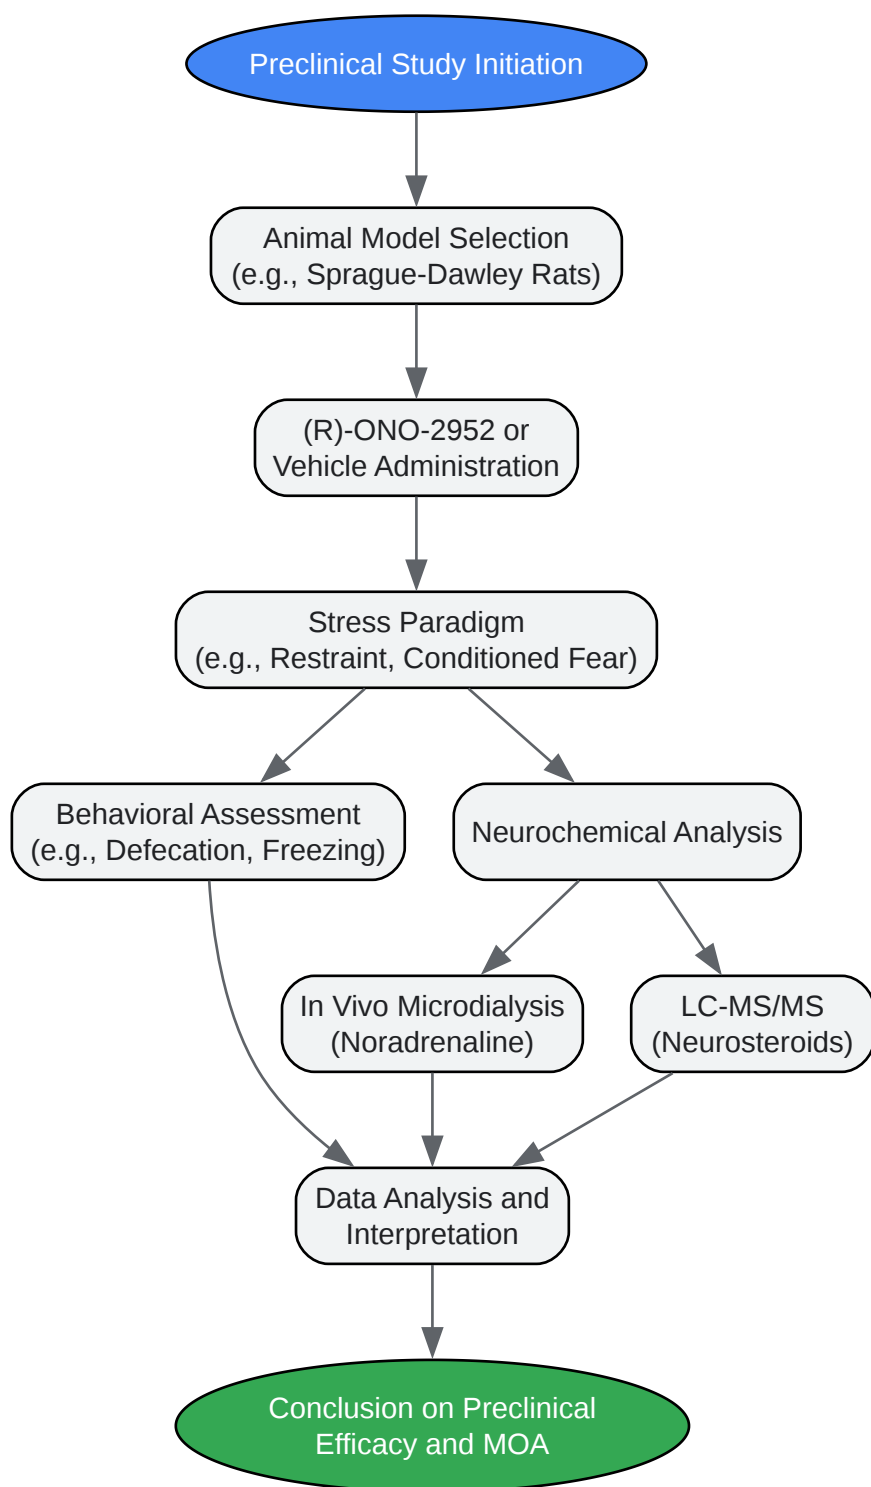 Preclinical Study Initiation
Animal Model Selection
(e.g., Sprague-Dawley Rats)
(R)-ONO-2952 or
Vehicle Administration
Stress Paradigm
(e.g., Restraint, Conditioned Fear)
Behavioral Assessment
(e.g., Defecation, Freezing)
Neurochemical Analysis
In Vivo Microdialysis
(Noradrenaline)
LC-MS/MS
(Neurosteroids)
Data Analysis and
Interpretation
Conclusion on Preclinical
Efficacy and MOA